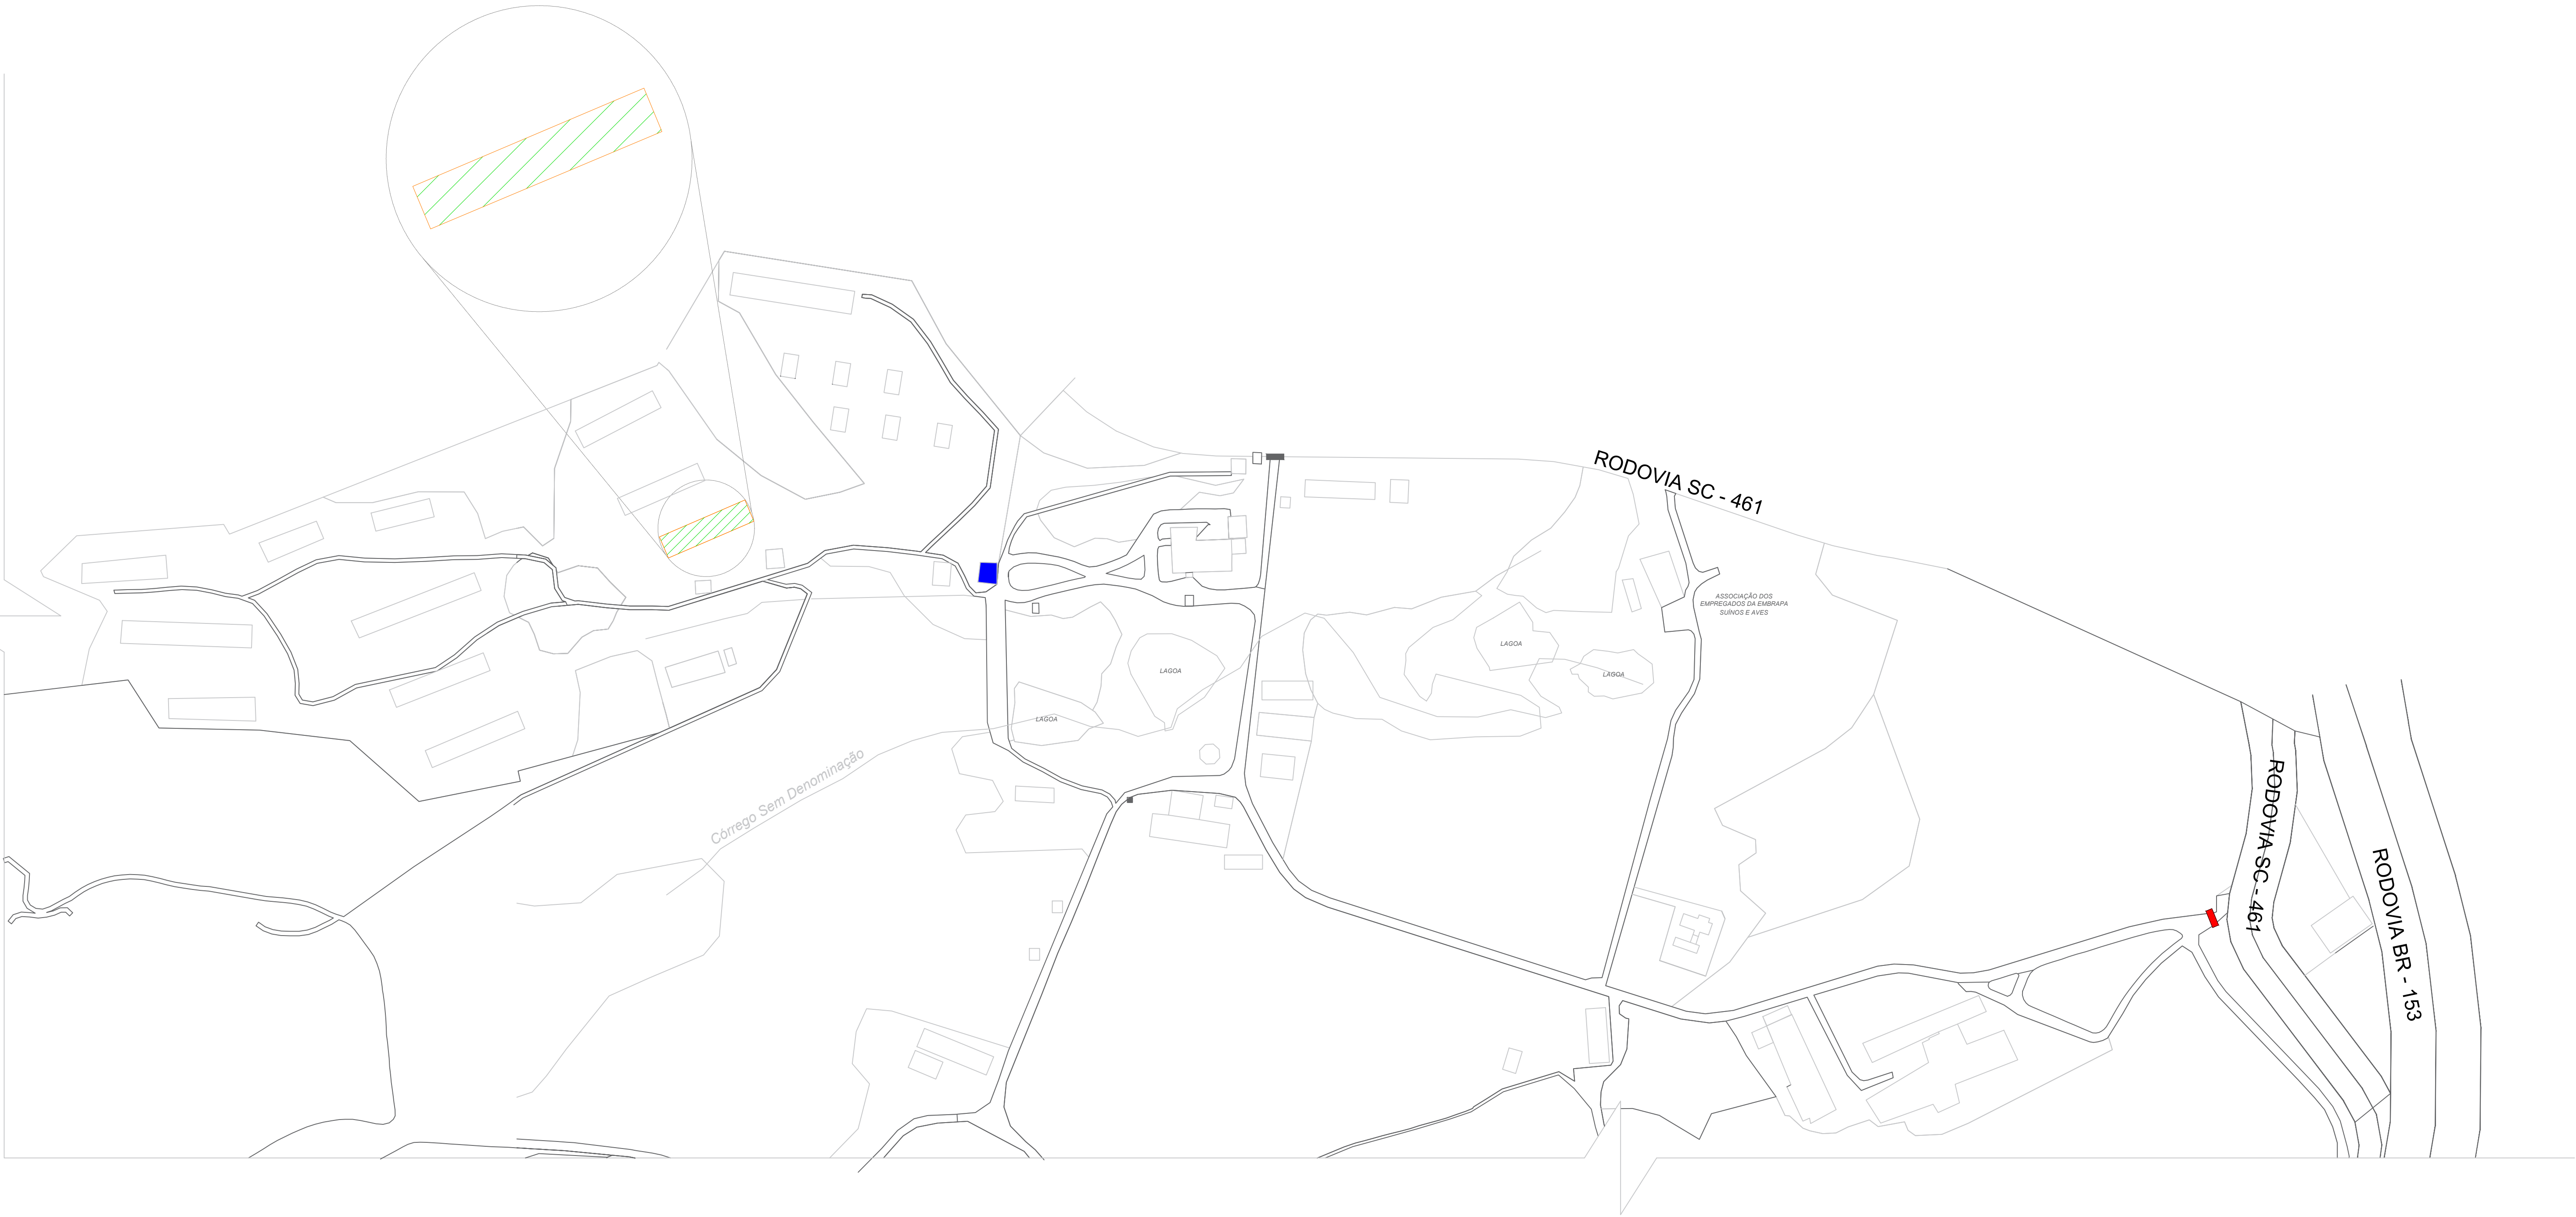 RODOVIA SC - 461
ASSOCIAÇÃO DOS
EMPREGADOS DA EMBRAPA
SUÍNOS E AVES
LAGOA
LAGOA
LAGOA
LAGOA
Córrego Sem Denominação
RODOVIA SC - 461
RODOVIA BR - 153